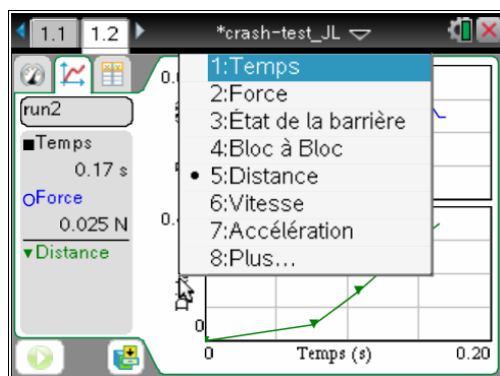 1.1 1.2 *crash-test_JL
run2
Temps
0.17 s
Force
0.025 N
Distance
1:Temps
2:Force
3:État de la barrière
4:Bloc à Bloc
5:Distance
6:Vitesse
7:Accélération
8:Plus...
0
0 Temps (s) 0.20